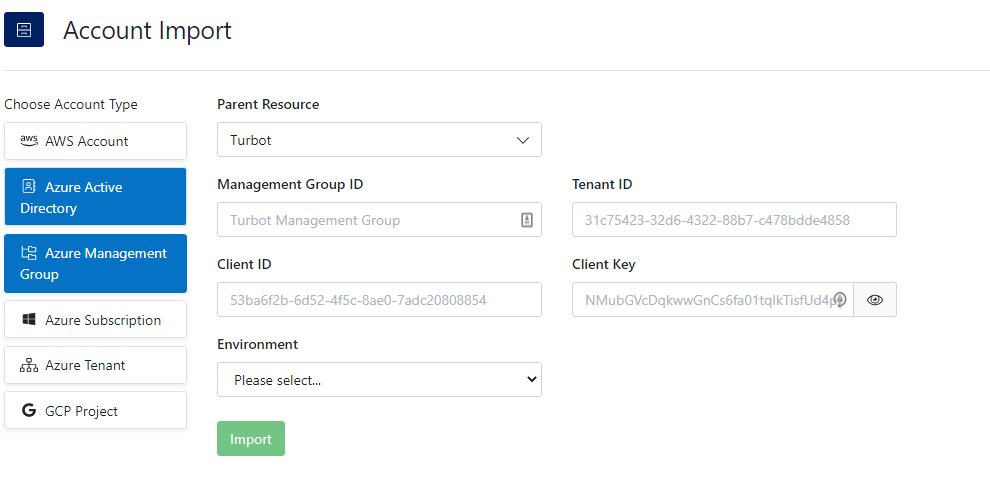 Account Import
Choose Account Type
aws AWS Account
Azure Active
Directory
Azure Management
Group
Azure Subscription
Azure Tenant
GCP Project
Parent Resource
Turbot
Management Group ID
Tenant ID
Turbot Management Group
31c75423-32d6-4322-88b7-c478bdde4858
Client ID
Client Key
53ba6f2b-6d52-4f5c-8ae0-7adc20808854
NMubGVcDqkwwGnCs6fa01tqIkTisfUd4p
Environment
Please select...
Import